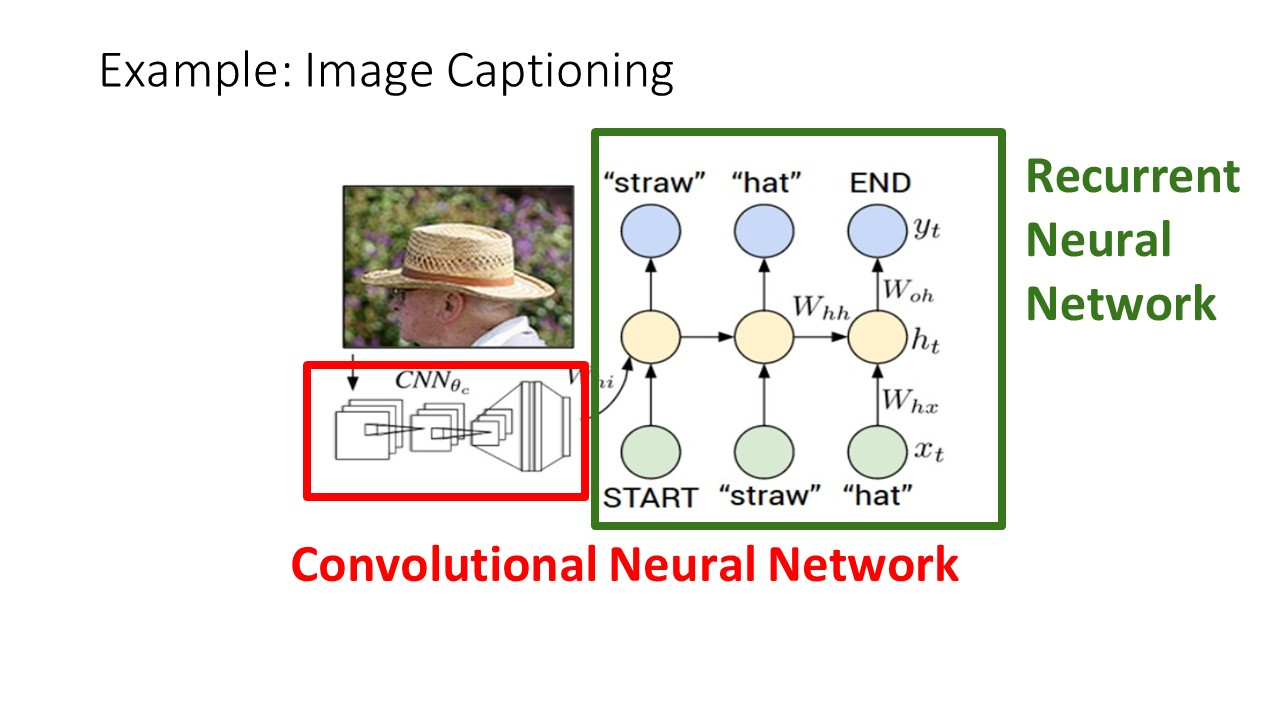 Example: Image Captioning
“straw” “hat” END
y_t
W_oh
W_hh
h_t
CNN_θc
W_hi
W_hx
x_t
START “straw” “hat”
Recurrent
Neural
Network
Convolutional Neural Network